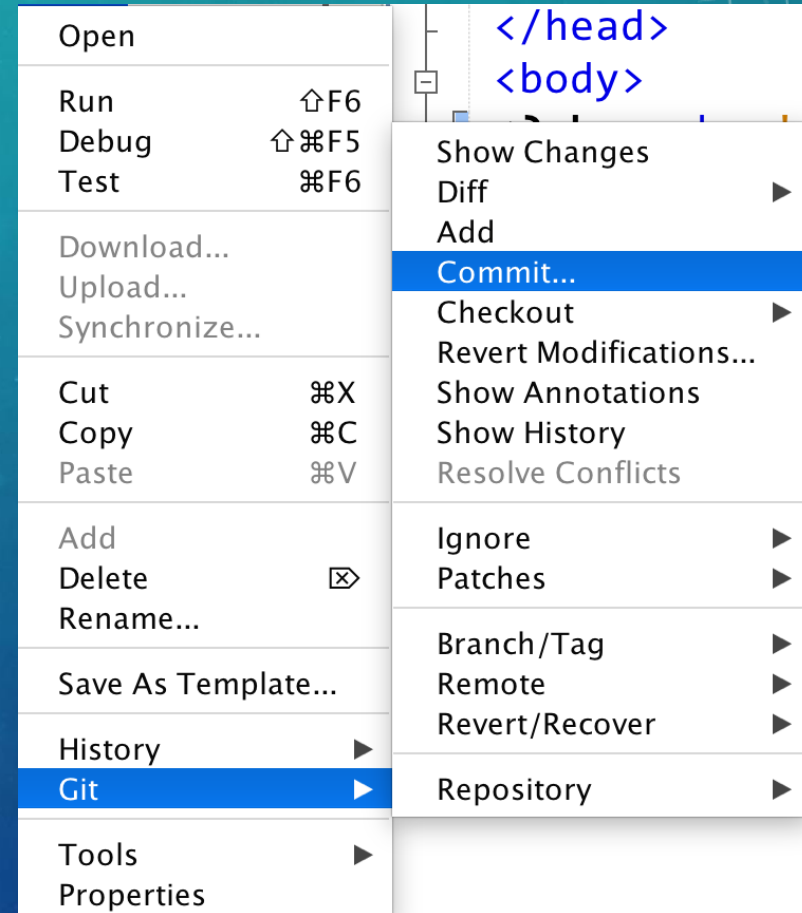 Open
Run ⇧F6
Debug ⇧⌘F5
Test ⌘F6
Download...
Upload...
Synchronize...
Cut ⌘X
Copy ⌘C
Paste ⌘V
Add
Delete ⌦
Rename...
Save As Template...
History ▶
Git ▶
Tools ▶
Properties
</head>
<body>
Show Changes
Diff ▶
Add
Commit...
Checkout ▶
Revert Modifications...
Show Annotations
Show History
Resolve Conflicts
Ignore ▶
Patches ▶
Branch/Tag ▶
Remote ▶
Revert/Recover ▶
Repository ▶